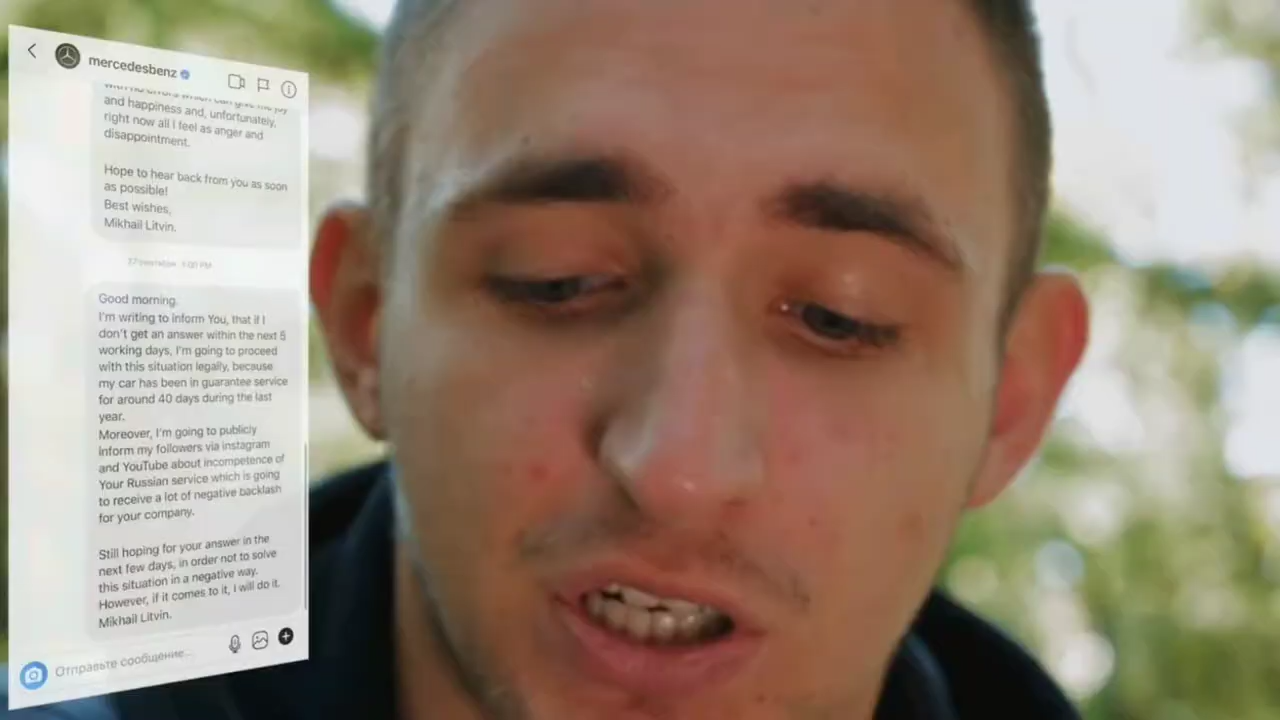 mercedesbenz
and happiness and, unfortunately,
right now all i feel as anger and
disappointment.
Hope to hear back from you as soon
as possible!
Best wishes,
Mikhail Litvin.
Good morning.
I'm writing to inform You, that if I
don't get an answer within the next 5
working days, I'm going to proceed
with this situation legally, because
my car has been in guarantee service
for around 40 days during the last
year.
Moreover, I'm going to publicly
inform my followers via instagram
and YouTube about incompetence of
Your Russian service which is going
to receive a lot of negative backlash
for your company.
Still hoping for your answer in the
next few days, in order not to solve
this situation in a negative way.
However, if it comes to it, I will do it.
Mikhail Litvin.
Отправьте сообщение...